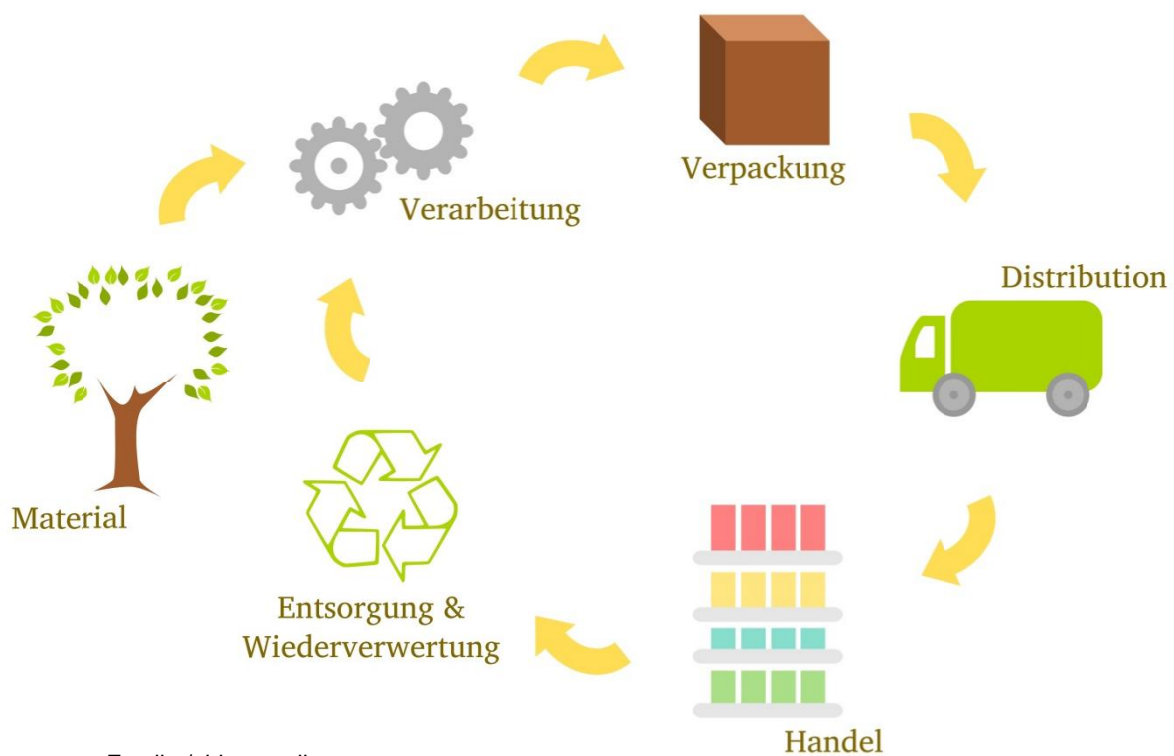 Verpackung
Verarbeitung
Distribution
Material
Entsorgung &
Wiederverwertung
Handel